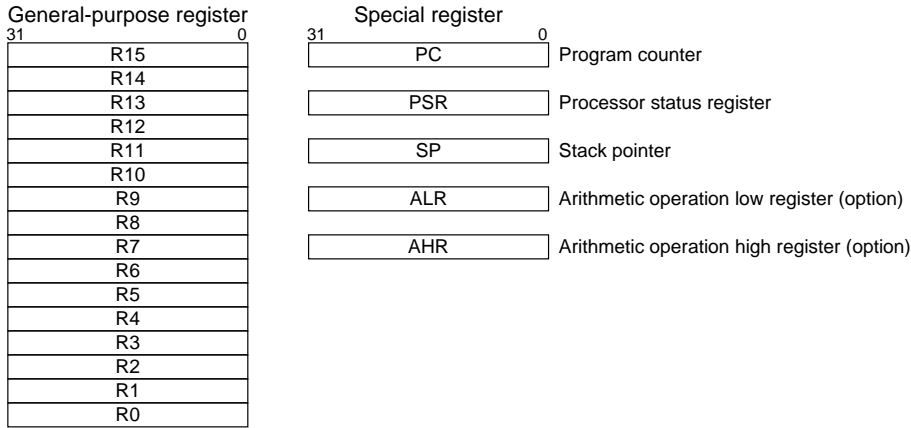 General-purpose register
31 0
R15
R14
R13
R12
R11
R10
R9
R8
R7
R6
R5
R4
R3
R2
R1
R0
Special register
31 0
PC Program counter
PSR Processor status register
SP Stack pointer
ALR Arithmetic operation low register (option)
AHR Arithmetic operation high register (option)